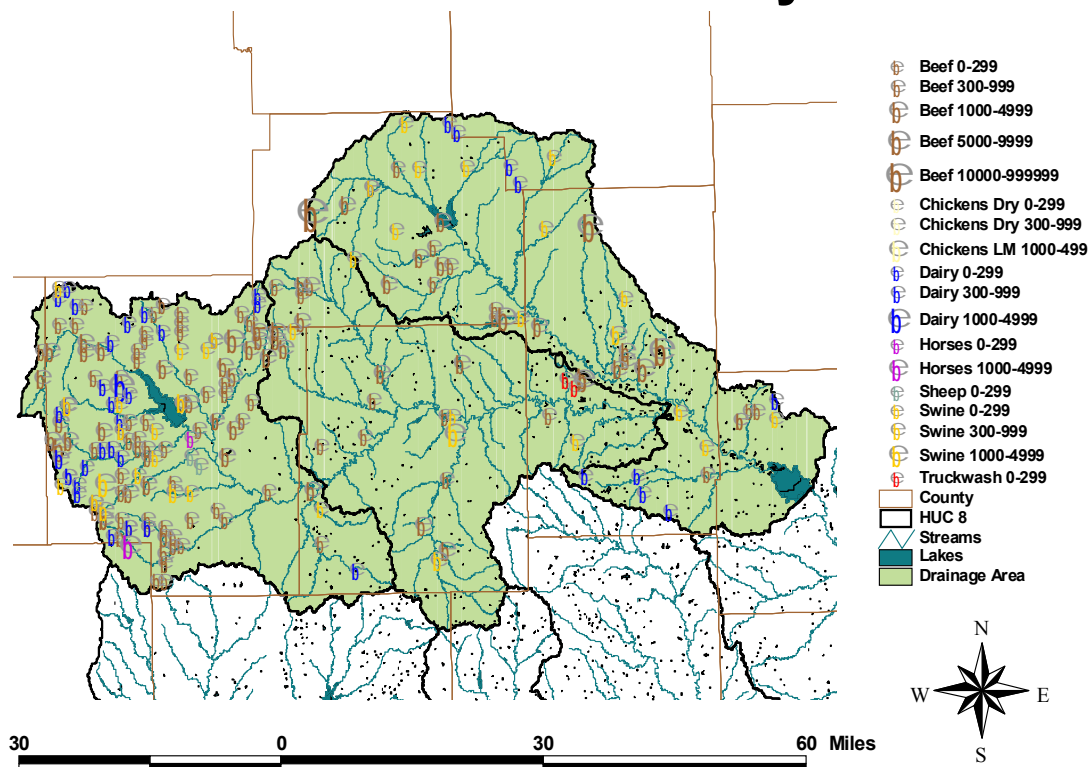 Beef 0-299
Beef 300-999
Beef 1000-4999
Beef 5000-9999
Beef 10000-999999
Chickens Dry 0-299
Chickens Dry 300-999
Chickens LM 1000-499
Dairy 0-299
Dairy 300-999
Dairy 1000-4999
Horses 0-299
Horses 1000-4999
Sheep 0-299
Swine 0-299
Swine 300-999
Swine 1000-4999
Truckwash 0-299
County
HUC 8
Streams
Lakes
Drainage Area
N
W E
S
30 0 30 60 Miles